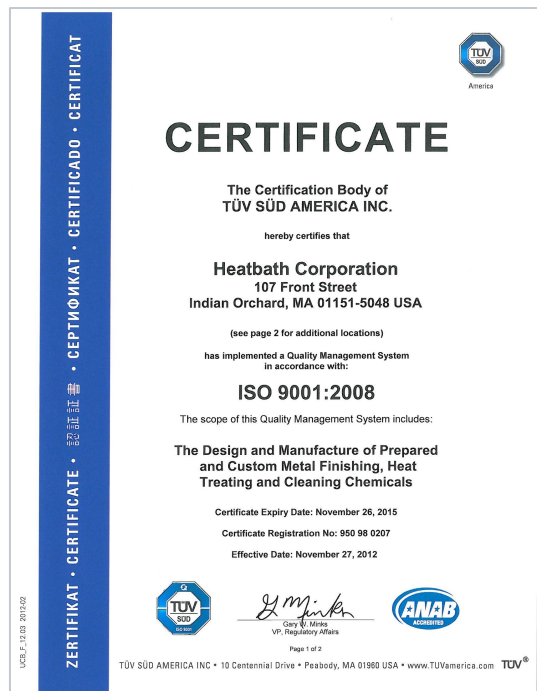 TÜV
SÜD
America
CERTIFICATE
The Certification Body of
TÜV SÜD AMERICA INC.
hereby certifies that
Heatbath Corporation
107 Front Street
Indian Orchard, MA 01151-5048 USA
(see page 2 for additional locations)
has implemented a Quality Management System
in accordance with:
ISO 9001:2008
The scope of this Quality Management System includes:
The Design and Manufacture of Prepared
and Custom Metal Finishing, Heat
Treating and Cleaning Chemicals
Certificate Expiry Date: November 26, 2015
Certificate Registration No: 950 98 0207
Effective Date: November 27, 2012
TÜV
SÜD
ISO 9001
G W Minks
Gary W. Minks
VP, Regulatory Affairs
ANAB
ACCREDITED
Page 1 of 2
TÜV SÜD AMERICA INC • 10 Centennial Drive • Peabody, MA 01960 USA • www.TUVamerica.com TÜV®
ZERTIFIKAT • CERTIFICATE • 認証証書 • СЕРТИФИКАТ • CERTIFICADO • CERTIFICAT
UCB_F_12.03 2012-02